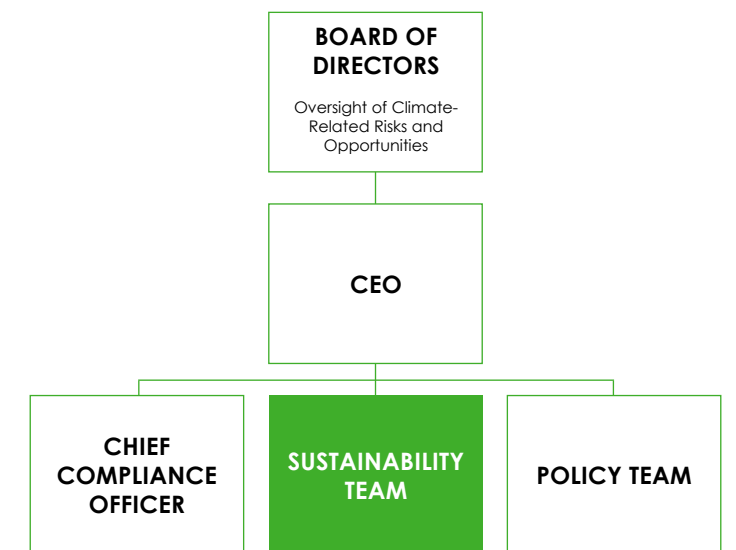 BOARD OF
DIRECTORS
Oversight of Climate-
Related Risks and
Opportunities
CEO
CHIEF
COMPLIANCE
OFFICER
SUSTAINABILITY
TEAM
POLICY TEAM